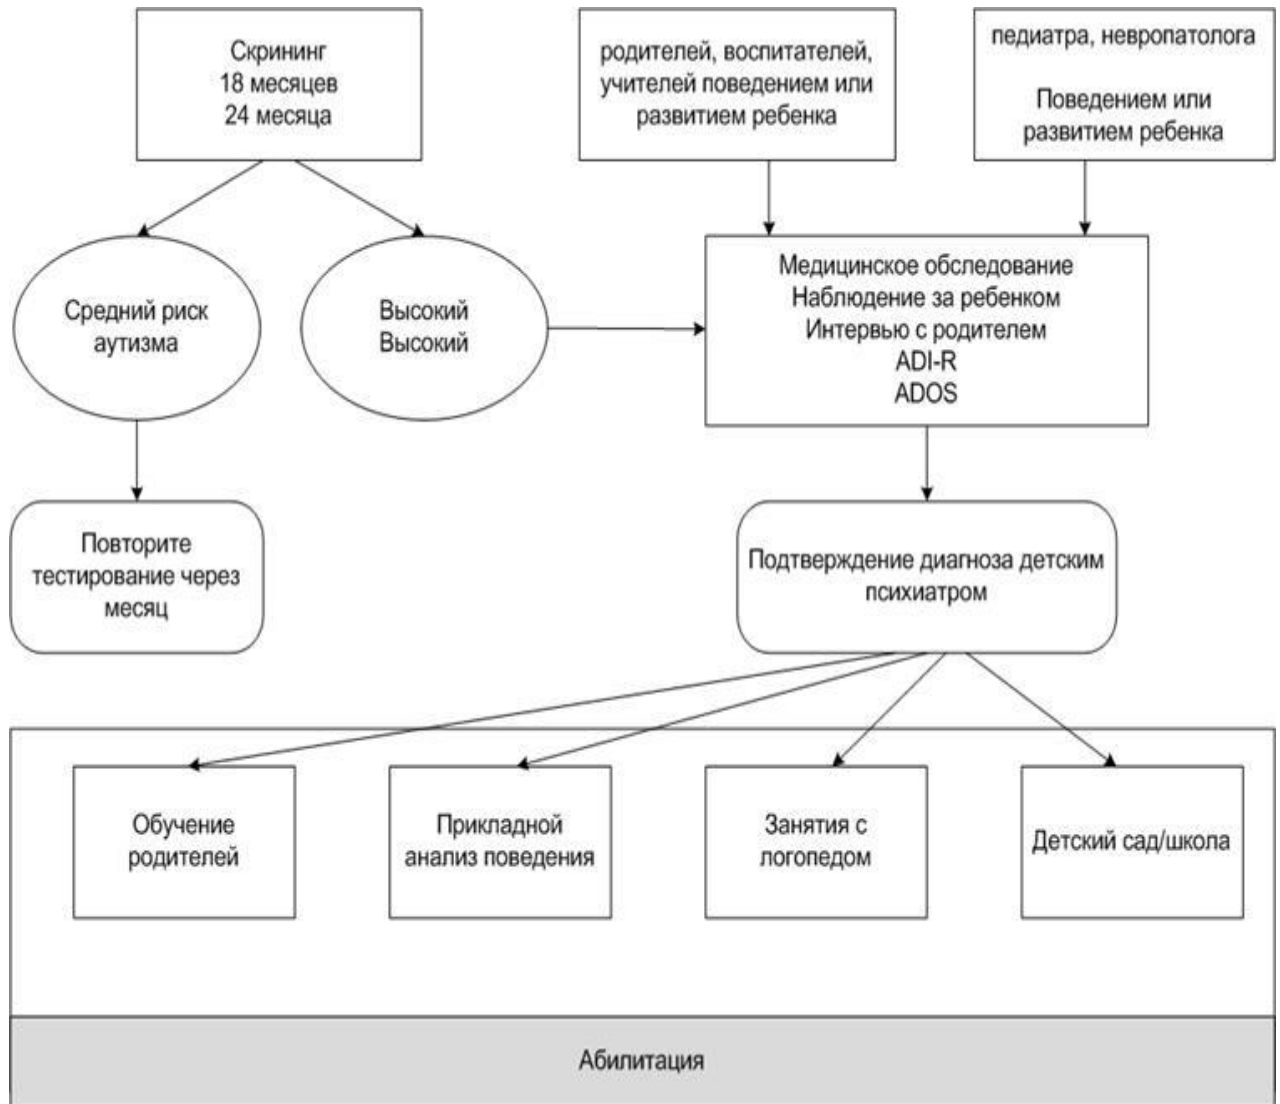 Скрининг
18 месяцев
24 месяца
родителей, воспитателей,
учителей поведением или
развитием ребенка
педиатра, невропатолога
Поведением или
развитием ребенка
Средний риск
аутизма
Высокий
Высокий
Медицинское обследование
Наблюдение за ребенком
Интервью с родителем
ADI-R
ADOS
Повторите
тестирование через
месяц
Подтверждение диагноза детским
психиатром
Обучение
родителей
Прикладной
анализ поведения
Занятия с
логопедом
Детский сад/школа
Абилитация